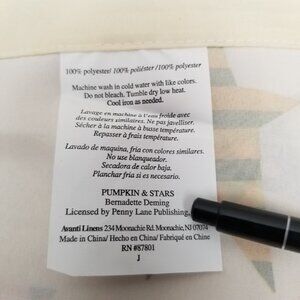 100% polyester/ 100% poliéster/100% polyester
Machine wash in cold water with like colors.
Do not bleach. Tumble dry low heat.
Cool iron as needed.
Lavage en machine à l'eau froide avec
des couleurs similaires. Ne pas javelliser.
Sécher à la machine à basse température.
Repasser à frais température.
Lavado de maquina, fria con colores similares.
No use blanqueador.
Secadora de calor baja.
Planchar fria si es necesario.
PUMPKIN & STARS
Bernadette Deming
Licensed by Penny Lane Publishing,
Avanti Linens 234 Moonachie Rd. Moonachie, NJ 07074
Made in China/ Hecho en China/ Fabriqué en Chine
RN #87801
J